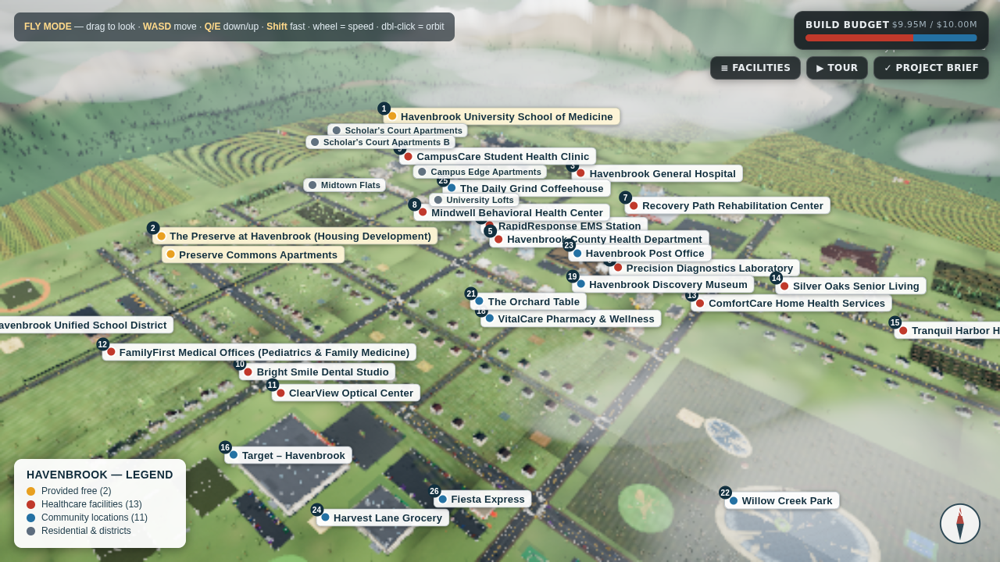 FLY MODE — drag to look · WASD move · Q/E down/up · Shift fast · wheel = speed · dbl-click = orbit
BUILD BUDGET $9.95M / $10.00M
≡ FACILITIES
▶ TOUR
✓ PROJECT BRIEF
1 Havenbrook University School of Medicine
Scholar's Court Apartments
Scholar's Court Apartments B
CampusCare Student Health Clinic
Campus Edge Apartments
3 Havenbrook General Hospital
Midtown Flats
25 The Daily Grind Coffeehouse
University Lofts
7 Recovery Path Rehabilitation Center
8 Mindwell Behavioral Health Center
RapidResponse EMS Station
2 The Preserve at Havenbrook (Housing Development)
5 Havenbrook County Health Department
23 Havenbrook Post Office
Preserve Commons Apartments
Precision Diagnostics Laboratory
19 Havenbrook Discovery Museum
14 Silver Oaks Senior Living
21 The Orchard Table
13 ComfortCare Home Health Services
18 VitalCare Pharmacy & Wellness
avenbrook Unified School District
15 Tranquil Harbor H
12 FamilyFirst Medical Offices (Pediatrics & Family Medicine)
10 Bright Smile Dental Studio
11 ClearView Optical Center
16 Target – Havenbrook
26 Fiesta Express
22 Willow Creek Park
24 Harvest Lane Grocery
HAVENBROOK — LEGEND
Provided free (2)
Healthcare facilities (13)
Community locations (11)
Residential & districts